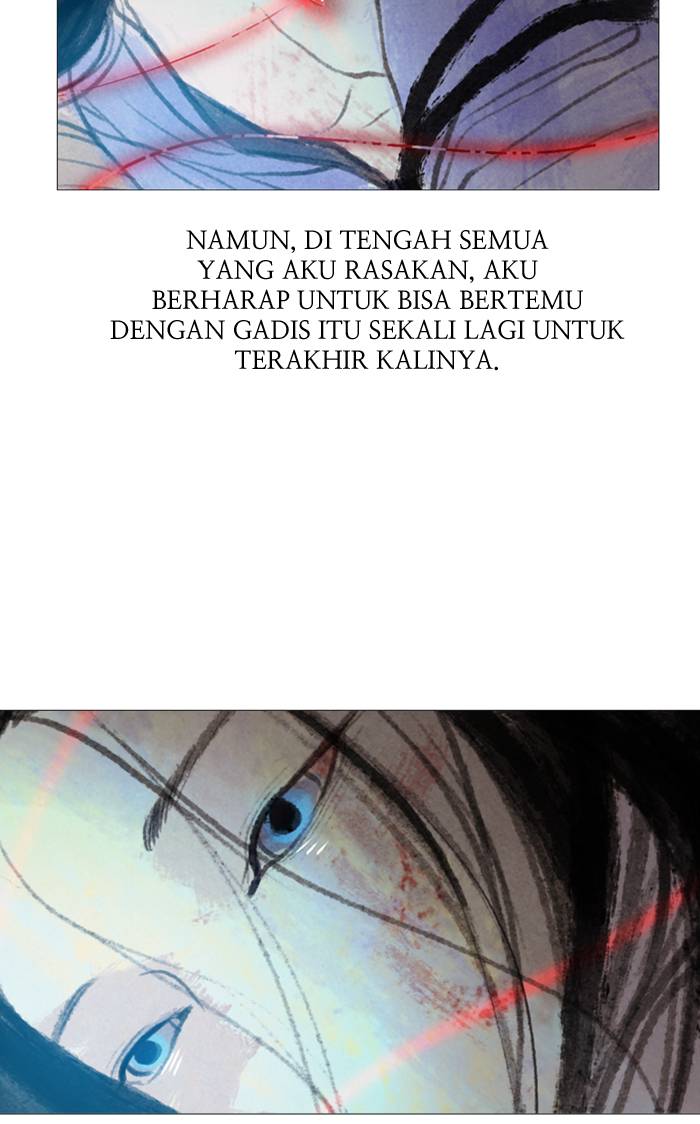 NAMUN, DI TENGAH SEMUA
YANG AKU RASAKAN, AKU
BERHARAP UNTUK BISA BERTEMU
DENGAN GADIS ITU SEKALI LAGI UNTUK
TERAKHIR KALINYA.